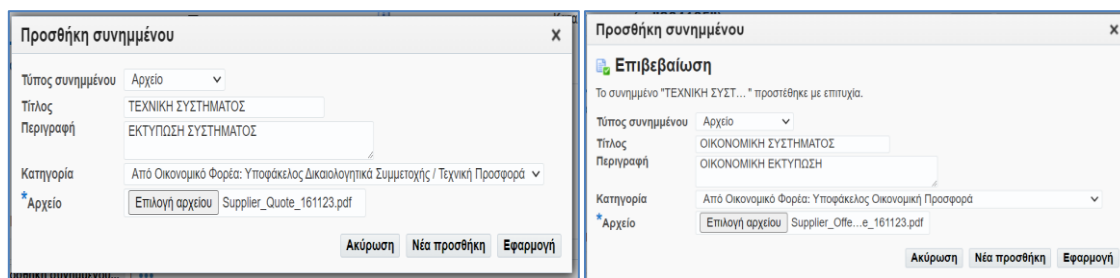 Προσθήκη συνημμένου x
Τύπος συνημμένου Αρχείο
Τίτλος ΤΕΧΝΙΚΗ ΣΥΣΤΗΜΑΤΟΣ
Περιγραφή ΕΚΤΥΠΩΣΗ ΣΥΣΤΗΜΑΤΟΣ
Κατηγορία Από Οικονομικό Φορέα: Υποφάκελος Δικαιολογητικά Συμμετοχής / Τεχνική Προσφορά
*Αρχείο Επιλογή αρχείου Supplier_Quote_161123.pdf
Ακύρωση Νέα προσθήκη Εφαρμογή
Προσθήκη συνημμένου x
Επιβεβαίωση
Το συνημμένο "ΤΕΧΝΙΚΗ ΣΥΣΤ... " προστέθηκε με επιτυχία.
Τύπος συνημμένου Αρχείο
Τίτλος ΟΙΚΟΝΟΜΙΚΗ ΣΥΣΤΗΜΑΤΟΣ
Περιγραφή ΟΙΚΟΝΟΜΙΚΗ ΕΚΤΥΠΩΣΗ
Κατηγορία Από Οικονομικό Φορέα: Υποφάκελος Οικονομική Προσφορά
*Αρχείο Επιλογή αρχείου Supplier_Offe...e_161123.pdf
Ακύρωση Νέα προσθήκη Εφαρμογή